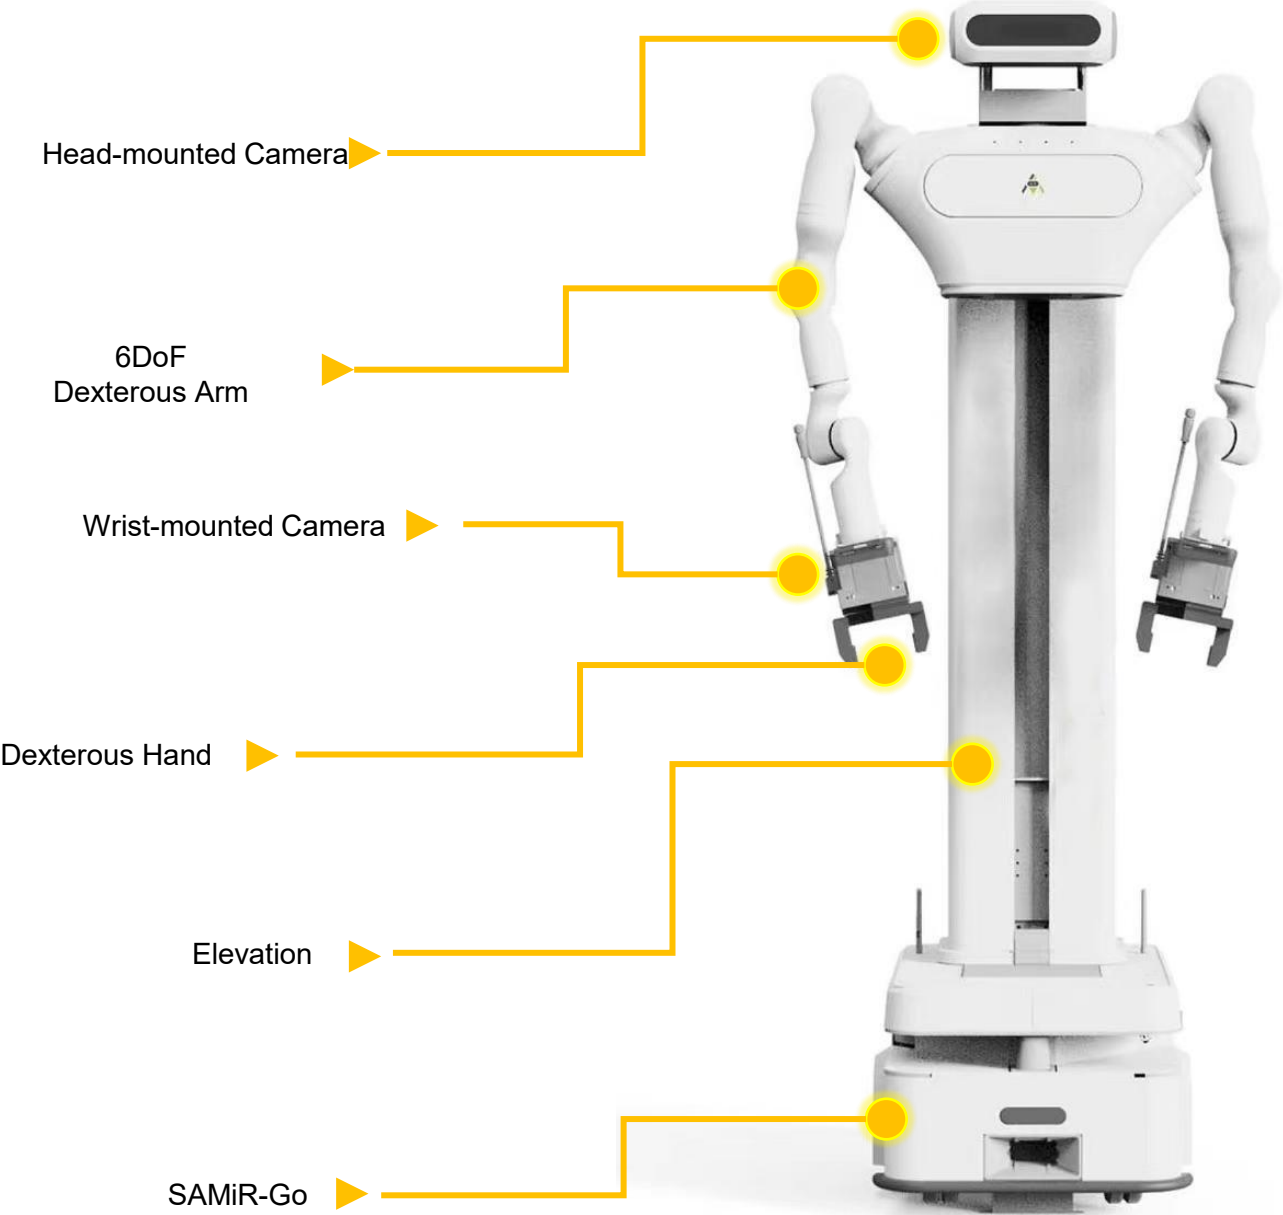 Head-mounted Camera
6DoF
Dexterous Arm
Wrist-mounted Camera
Dexterous Hand
Elevation
SAMiR-Go